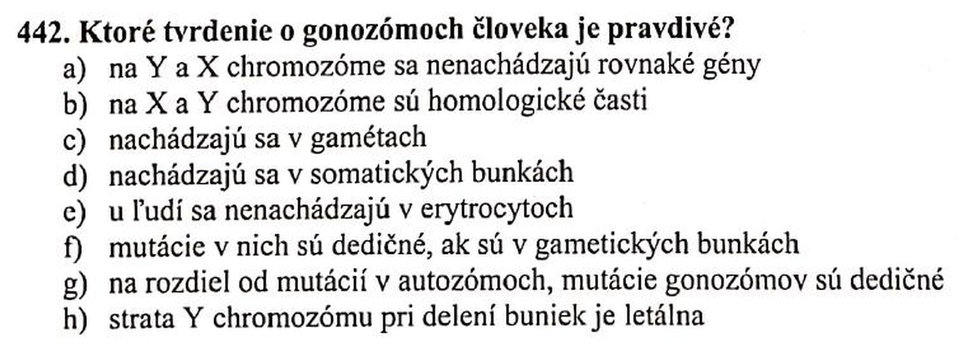 442. Ktoré tvrdenie o gonozómoch človeka je pravdivé?
a) na Y a X chromozóme sa nenachádzajú rovnaké gény
b) na X a Y chromozóme sú homologické časti
c) nachádzajú sa v gamétach
d) nachádzajú sa v somatických bunkách
e) u ľudí sa nenachádzajú v erytrocytoch
f) mutácie v nich sú dedičné, ak sú v gametických bunkách
g) na rozdiel od mutácií v autozómoch, mutácie gonozómov sú dedičné
h) strata Y chromozómu pri delení buniek je letálna